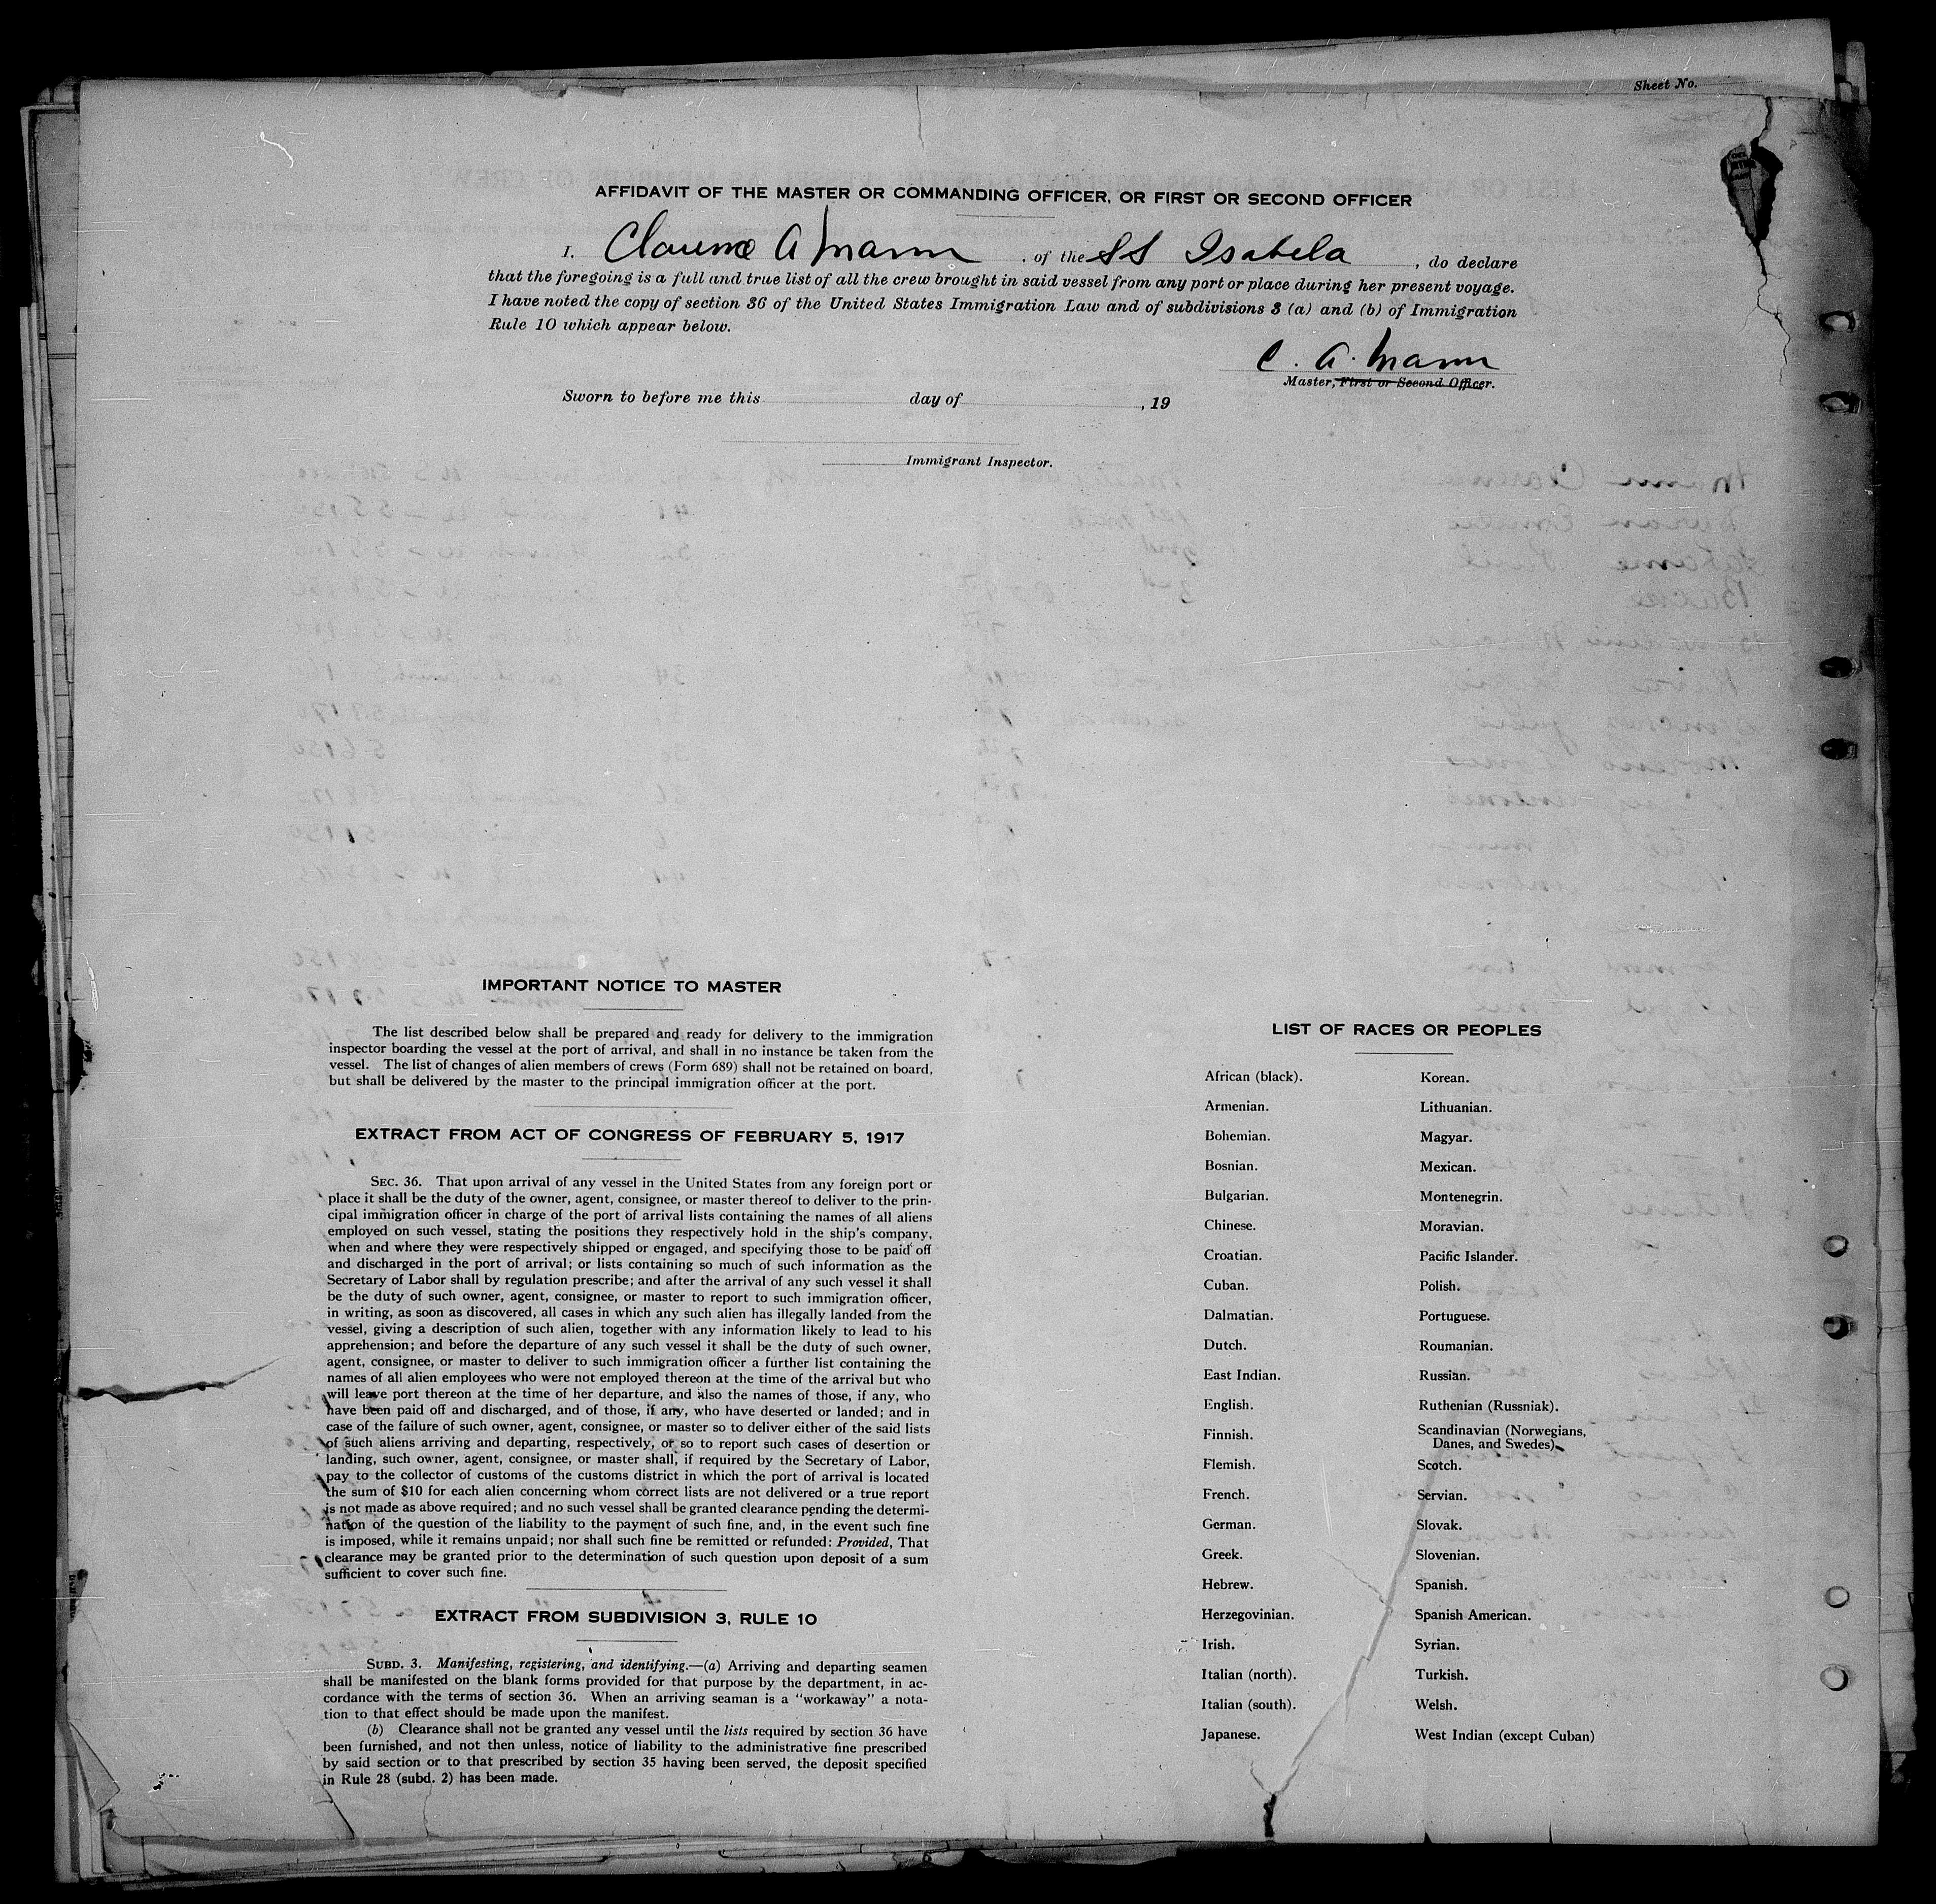 Sheet No.
AFFIDAVIT OF THE MASTER OR COMMANDING OFFICER, OR FIRST OR SECOND OFFICER
I, Clarence A Mann, of the SS Isabela, do declare
that the foregoing is a full and true list of all the crew brought in said vessel from any port or place during her present voyage.
I have noted the copy of section 36 of the United States Immigration Law and of subdivisions 3 (a) and (b) of Immigration
Rule 10 which appear below.
C. A. Mann
Master, First or Second Officer.
Sworn to before me this day of , 19
Immigrant Inspector.
IMPORTANT NOTICE TO MASTER
The list described below shall be prepared and ready for delivery to the immigration
inspector boarding the vessel at the port of arrival, and shall in no instance be taken from the
vessel. The list of changes of alien members of crews (Form 689) shall not be retained on board,
but shall be delivered by the master to the principal immigration officer at the port.
EXTRACT FROM ACT OF CONGRESS OF FEBRUARY 5, 1917
SEC. 36. That upon arrival of any vessel in the United States from any foreign port or
place it shall be the duty of the owner, agent, consignee, or master thereof to deliver to the prin-
cipal immigration officer in charge of the port of arrival lists containing the names of all aliens
employed on such vessel, stating the positions they respectively hold in the ship's company,
when and where they were respectively shipped or engaged, and specifying those to be paid off
and discharged in the port of arrival; or lists containing so much of such information as the
Secretary of Labor shall by regulation prescribe; and after the arrival of any such vessel it shall
be the duty of such owner, agent, consignee, or master to report to such immigration officer,
in writing, as soon as discovered, all cases in which any such alien has illegally landed from the
vessel, giving a description of such alien, together with any information likely to lead to his
apprehension; and before the departure of any such vessel it shall be the duty of such owner,
agent, consignee, or master to deliver to such immigration officer a further list containing the
names of all alien employees who were not employed thereon at the time of the arrival but who
will leave port thereon at the time of her departure, and also the names of those, if any, who
have been paid off and discharged, and of those, if any, who have deserted or landed; and in
case of the failure of such owner, agent, consignee, or master so to deliver either of the said lists
of such aliens arriving and departing, respectively, or so to report such cases of desertion or
landing, such owner, agent, consignee, or master shall, if required by the Secretary of Labor,
pay to the collector of customs of the customs district in which the port of arrival is located
the sum of $10 for each alien concerning whom correct lists are not delivered or a true report
is not made as above required; and no such vessel shall be granted clearance pending the determi-
nation of the question of the liability to the payment of such fine, and, in the event such fine
is imposed, while it remains unpaid; nor shall such fine be remitted or refunded: Provided, That
clearance may be granted prior to the determination of such question upon deposit of a sum
sufficient to cover such fine.
EXTRACT FROM SUBDIVISION 3, RULE 10
SUBD. 3. Manifesting, registering, and identifying.—(a) Arriving and departing seamen
shall be manifested on the blank forms provided for that purpose by the department, in ac-
cordance with the terms of section 36. When an arriving seaman is a "workaway" a nota-
tion to that effect should be made upon the manifest.
(b) Clearance shall not be granted any vessel until the lists required by section 36 have
been furnished, and not then unless, notice of liability to the administrative fine prescribed
by said section or to that prescribed by section 35 having been served, the deposit specified
in Rule 28 (subd. 2) has been made.
LIST OF RACES OR PEOPLES
African (black).
Armenian.
Bohemian.
Bosnian.
Bulgarian.
Chinese.
Croatian.
Cuban.
Dalmatian.
Dutch.
East Indian.
English.
Finnish.
Flemish.
French.
German.
Greek.
Hebrew.
Herzegovinian.
Irish.
Italian (north).
Italian (south).
Japanese.
Korean.
Lithuanian.
Magyar.
Mexican.
Montenegrin.
Moravian.
Pacific Islander.
Polish.
Portuguese.
Roumanian.
Russian.
Ruthenian (Russniak).
Scandinavian (Norwegians,
Danes, and Swedes).
Scotch.
Servian.
Slovak.
Slovenian.
Spanish.
Spanish American.
Syrian.
Turkish.
Welsh.
West Indian (except Cuban)